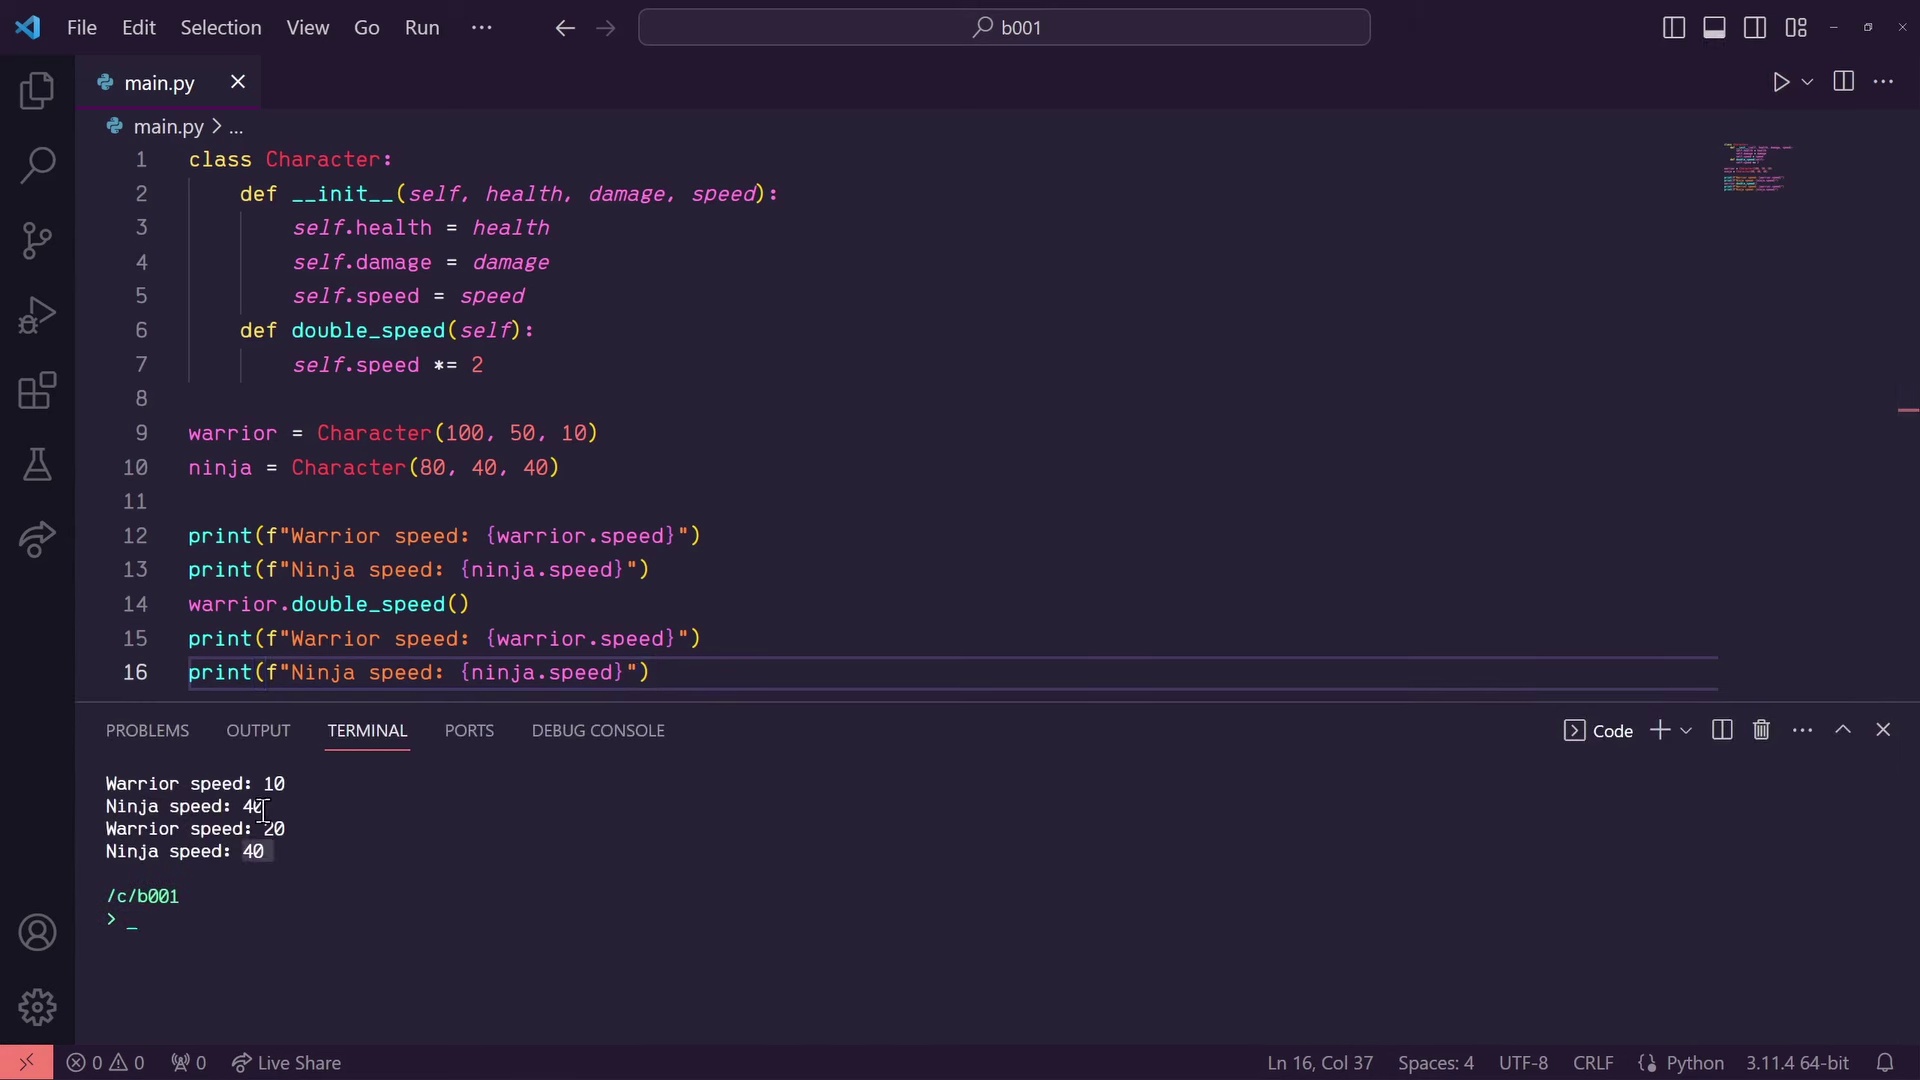 File Edit Selection View Go Run ··· b001
main.py
main.py > ...
1 class Character:
2     def __init__(self, health, damage, speed):
3         self.health = health
4         self.damage = damage
5         self.speed = speed
6     def double_speed(self):
7         self.speed *= 2
8
9 warrior = Character(100, 50, 10)
10 ninja = Character(80, 40, 40)
11
12 print(f"Warrior speed: {warrior.speed}")
13 print(f"Ninja speed: {ninja.speed}")
14 warrior.double_speed()
15 print(f"Warrior speed: {warrior.speed}")
16 print(f"Ninja speed: {ninja.speed}")
PROBLEMS OUTPUT TERMINAL PORTS DEBUG CONSOLE Code
Warrior speed: 10
Ninja speed: 40
Warrior speed: 20
Ninja speed: 40
/c/b001
> _
0 0 0 Live Share Ln 16, Col 37 Spaces: 4 UTF-8 CRLF {} Python 3.11.4 64-bit